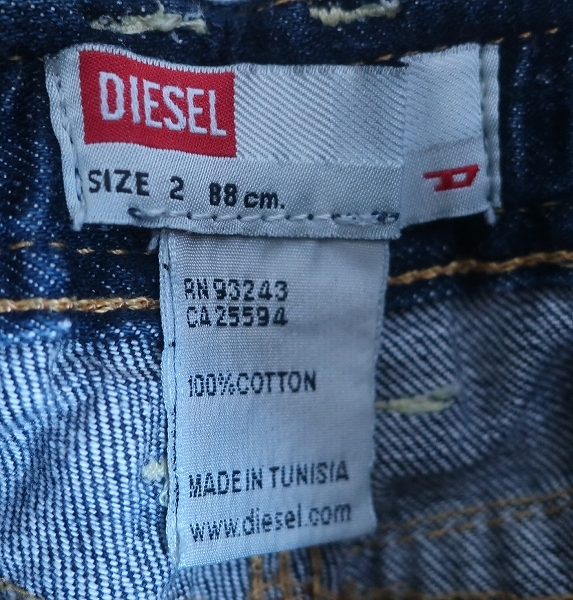 DIESEL
SIZE 2 88 cm.
D
RN93243
CA25594
100%COTTON
MADE IN TUNISIA
www.diesel.com